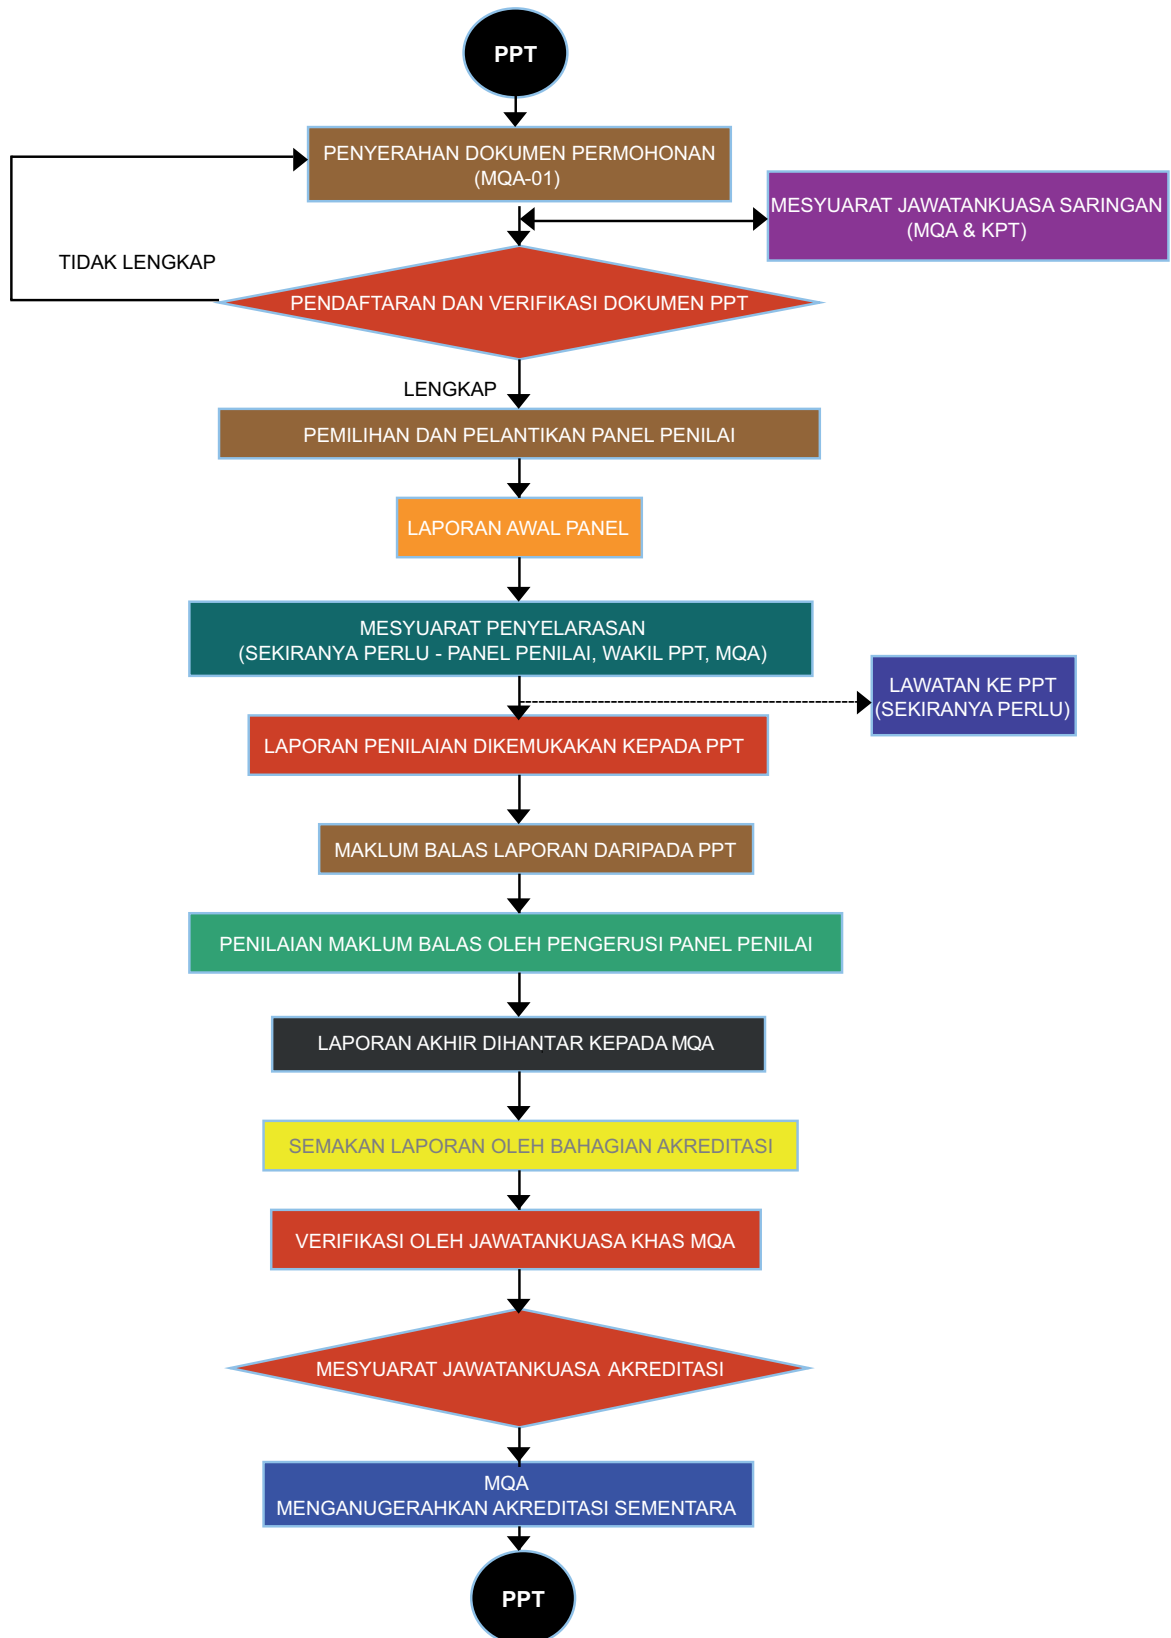 PPT
PENYERAHAN DOKUMEN PERMOHONAN
(MQA-01)
MESYUARAT JAWATANKUASA SARINGAN
(MQA & KPT)
TIDAK LENGKAP
PENDAFTARAN DAN VERIFIKASI DOKUMEN PPT
LENGKAP
PEMILIHAN DAN PELANTIKAN PANEL PENILAI
LAPORAN AWAL PANEL
MESYUARAT PENYELARASAN
(SEKIRANYA PERLU - PANEL PENILAI, WAKIL PPT, MQA)
LAWATAN KE PPT
(SEKIRANYA PERLU)
LAPORAN PENILAIAN DIKEMUKAKAN KEPADA PPT
MAKLUM BALAS LAPORAN DARIPADA PPT
PENILAIAN MAKLUM BALAS OLEH PENGERUSI PANEL PENILAI
LAPORAN AKHIR DIHANTAR KEPADA MQA
SEMAKAN LAPORAN OLEH BAHAGIAN AKREDITASI
VERIFIKASI OLEH JAWATANKUASA KHAS MQA
MESYUARAT JAWATANKUASA AKREDITASI
MQA
MENGANUGERAHKAN AKREDITASI SEMENTARA
PPT